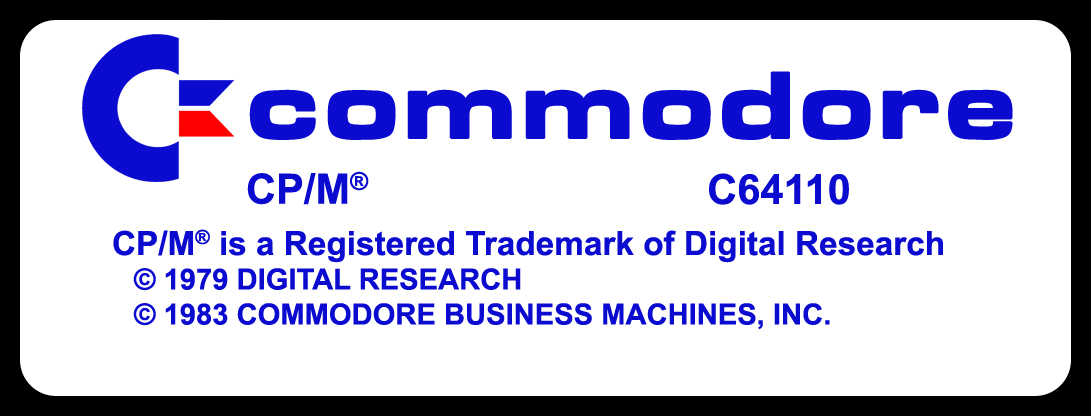 commodore
CP/M® C64110
CP/M® is a Registered Trademark of Digital Research
© 1979 DIGITAL RESEARCH
© 1983 COMMODORE BUSINESS MACHINES, INC.